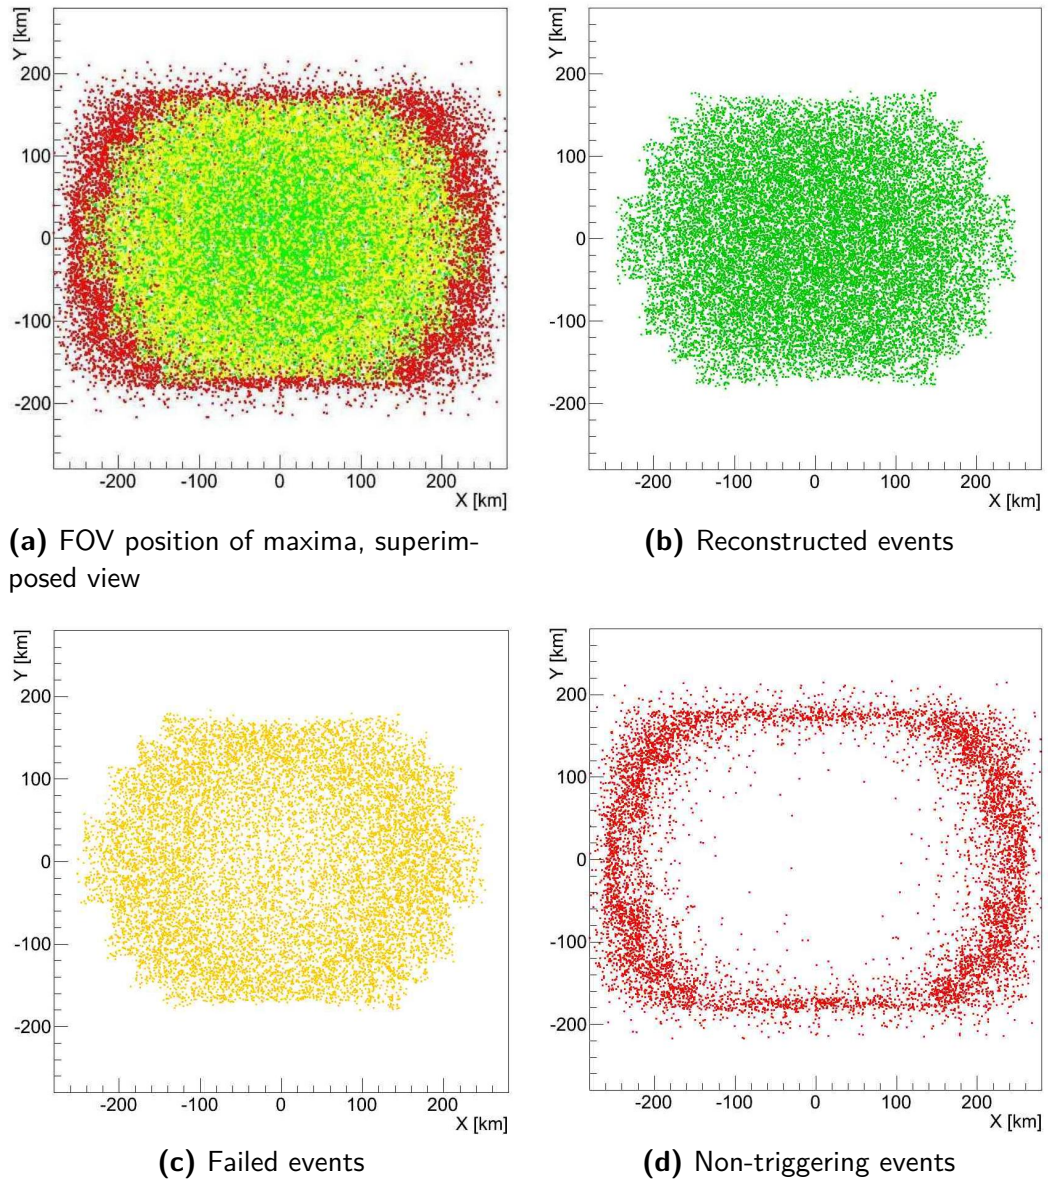 Y [km]
200
100
0
-100
-200
-200 -100 0 100 200
X [km]
(a) FOV position of maxima, superim-
posed view
Y [km]
200
100
0
-100
-200
-200 -100 0 100 200
X [km]
(b) Reconstructed events
Y [km]
200
100
0
-100
-200
-200 -100 0 100 200
X [km]
(c) Failed events
Y [km]
200
100
0
-100
-200
-200 -100 0 100 200
X [km]
(d) Non-triggering events